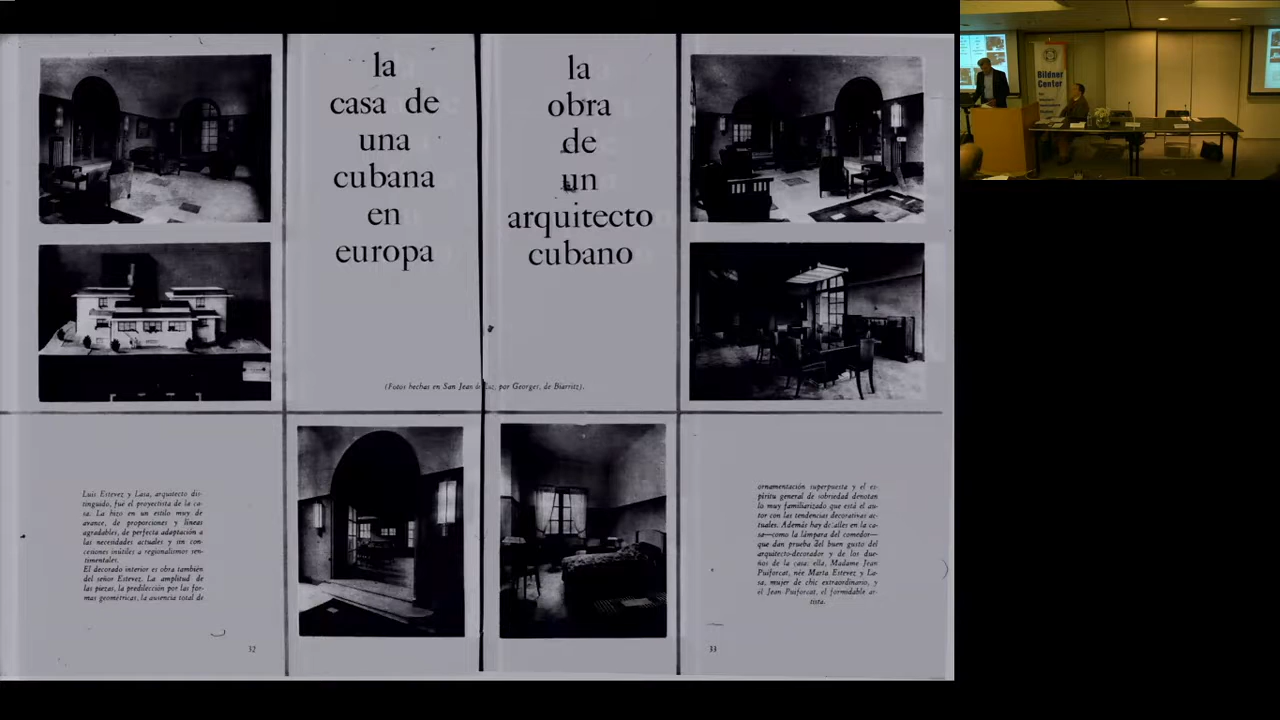 la
casa de
una
cubana
en
europa
la
obra
de
un
arquitecto
cubano
(Fotos hechas en San Jean de Luz, por Georges, de Biarritz).
Luis Estevez y Lasa, arquitecto dis-
tinguido, fué el proyectista de la ca-
sa. La hizo en un estilo muy de
avance, de proporciones y líneas
agradables, de perfecta adaptación a
las necesidades actuales y sin con-
cesiones inútiles a regionalismos sen-
timentales.
El decorado interior es obra también
del señor Estevez. La amplitud de
las piezas, la predilección por las for-
mas geométricas, la ausencia total de
32
ornamentación superpuesta y el es-
píritu general de sobriedad denotan
lo muy familiarizado que está el au-
tor con las tendencias decorativas ac-
tuales. Además hay detalles en la ca-
sa—como la lámpara del comedor—
que dan prueba del buen gusto del
arquitecto-decorador y de los due-
ños de la casa: ella, Madame Jean
Puiforcat, née Marta Estevez y La-
sa, mujer de chic extraordinario, y
el Jean Puiforcat, el formidable ar-
tista.
33
Bildner
Center